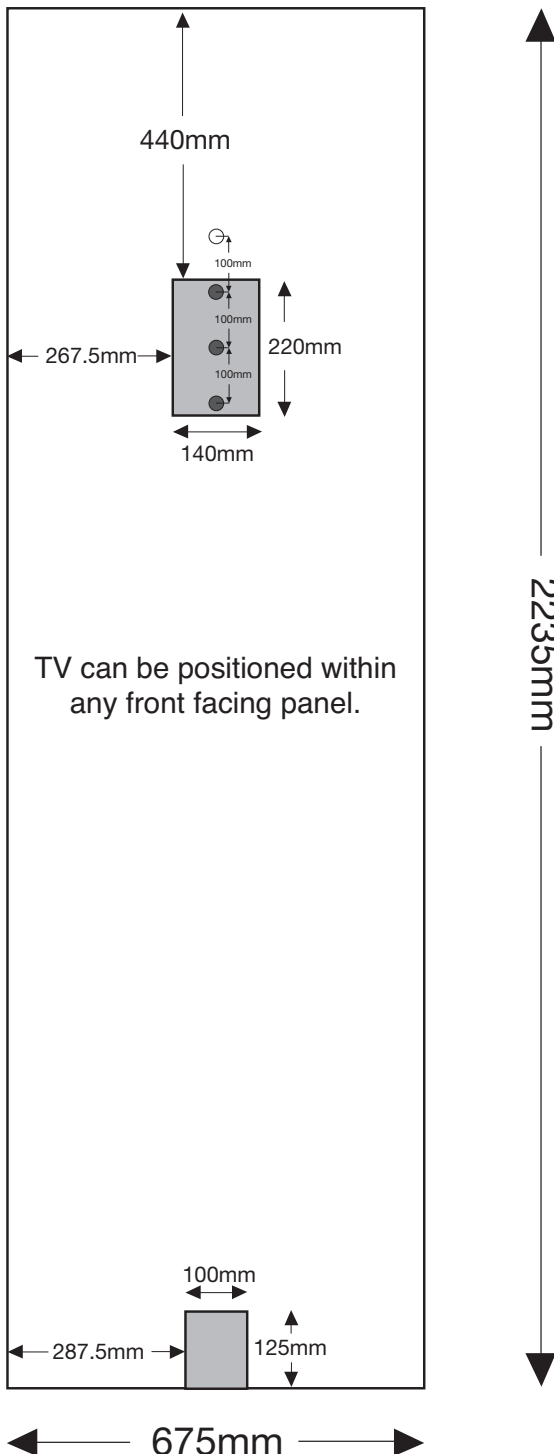 440mm
100mm
100mm
267.5mm
220mm
100mm
140mm
TV can be positioned within
any front facing panel.
2235mm
100mm
287.5mm
125mm
675mm